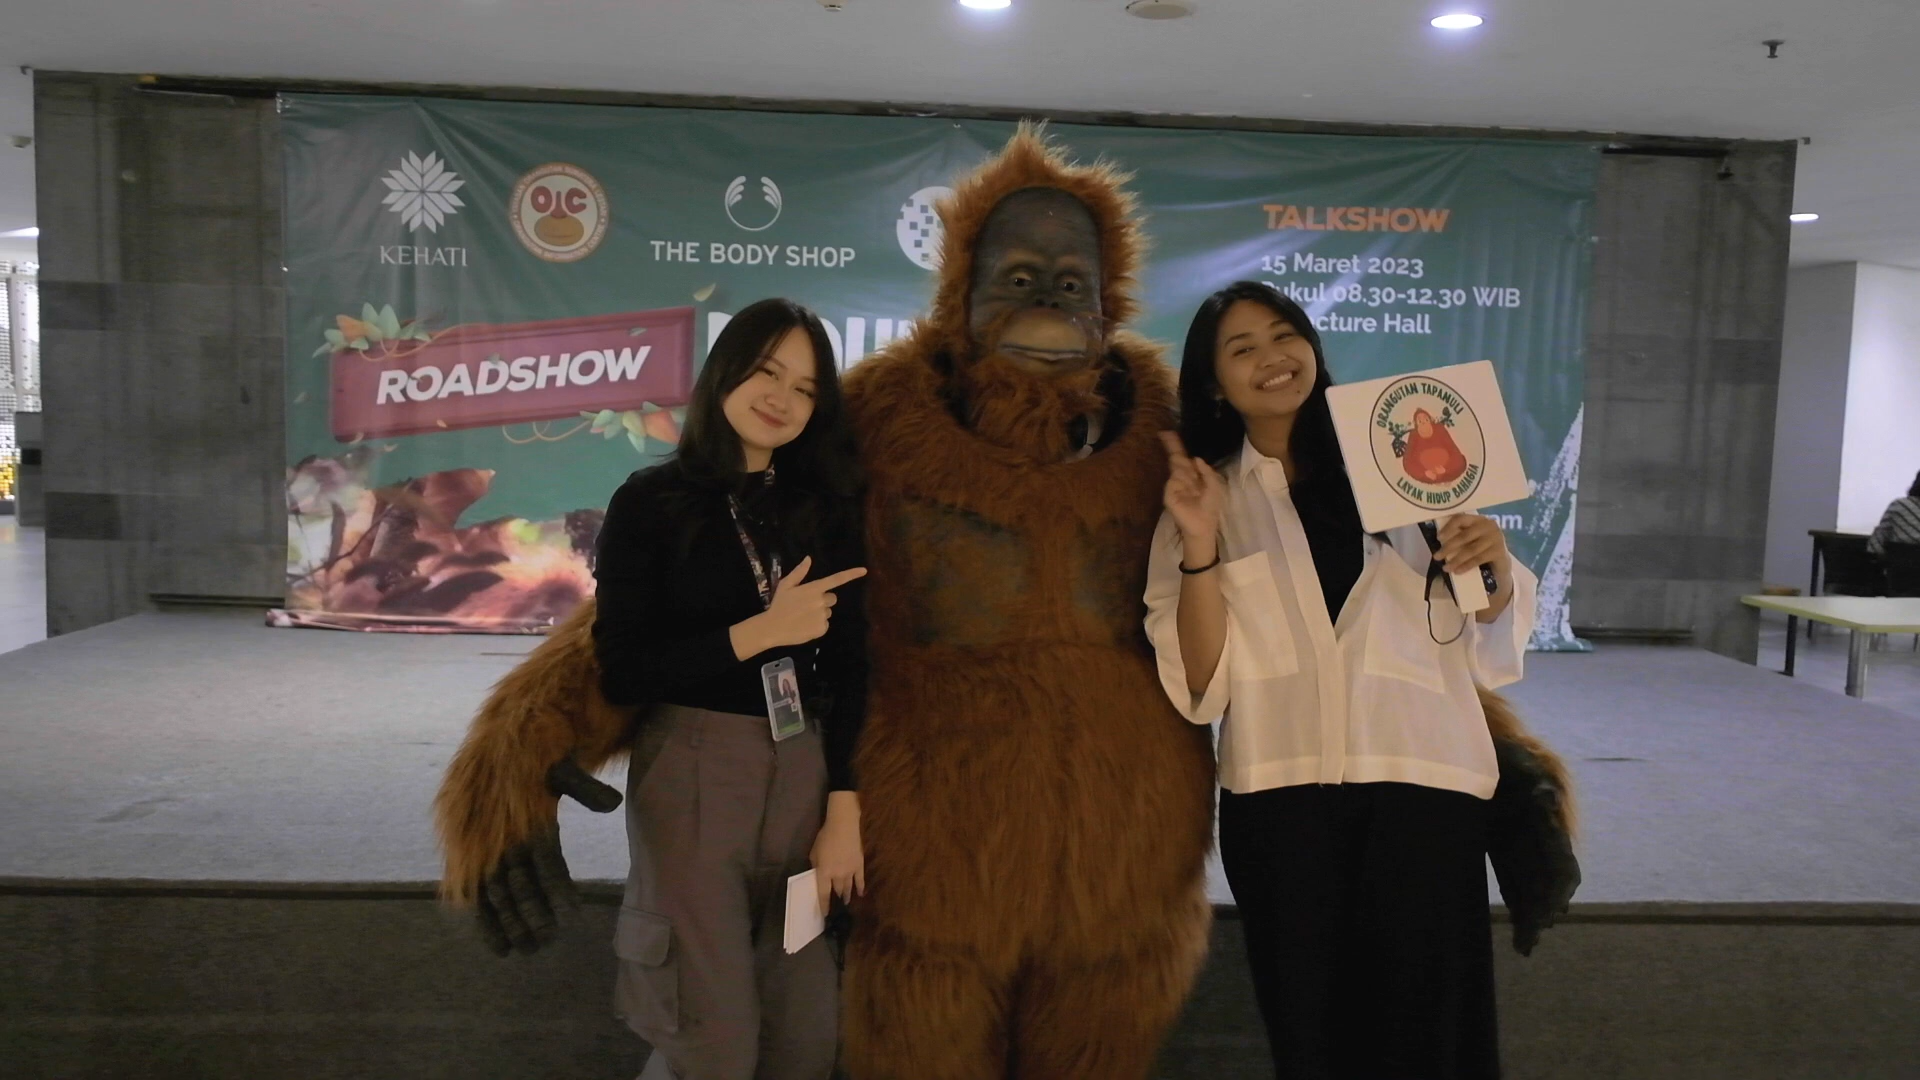 KEHATI
OIC
THE BODY SHOP
TALKSHOW
15 Maret 2023
08.30-12.30 WIB
Hall
ROADSHOW
ORANGUTAN TAPANULI
LAYAK HIDUP BAHAGIA